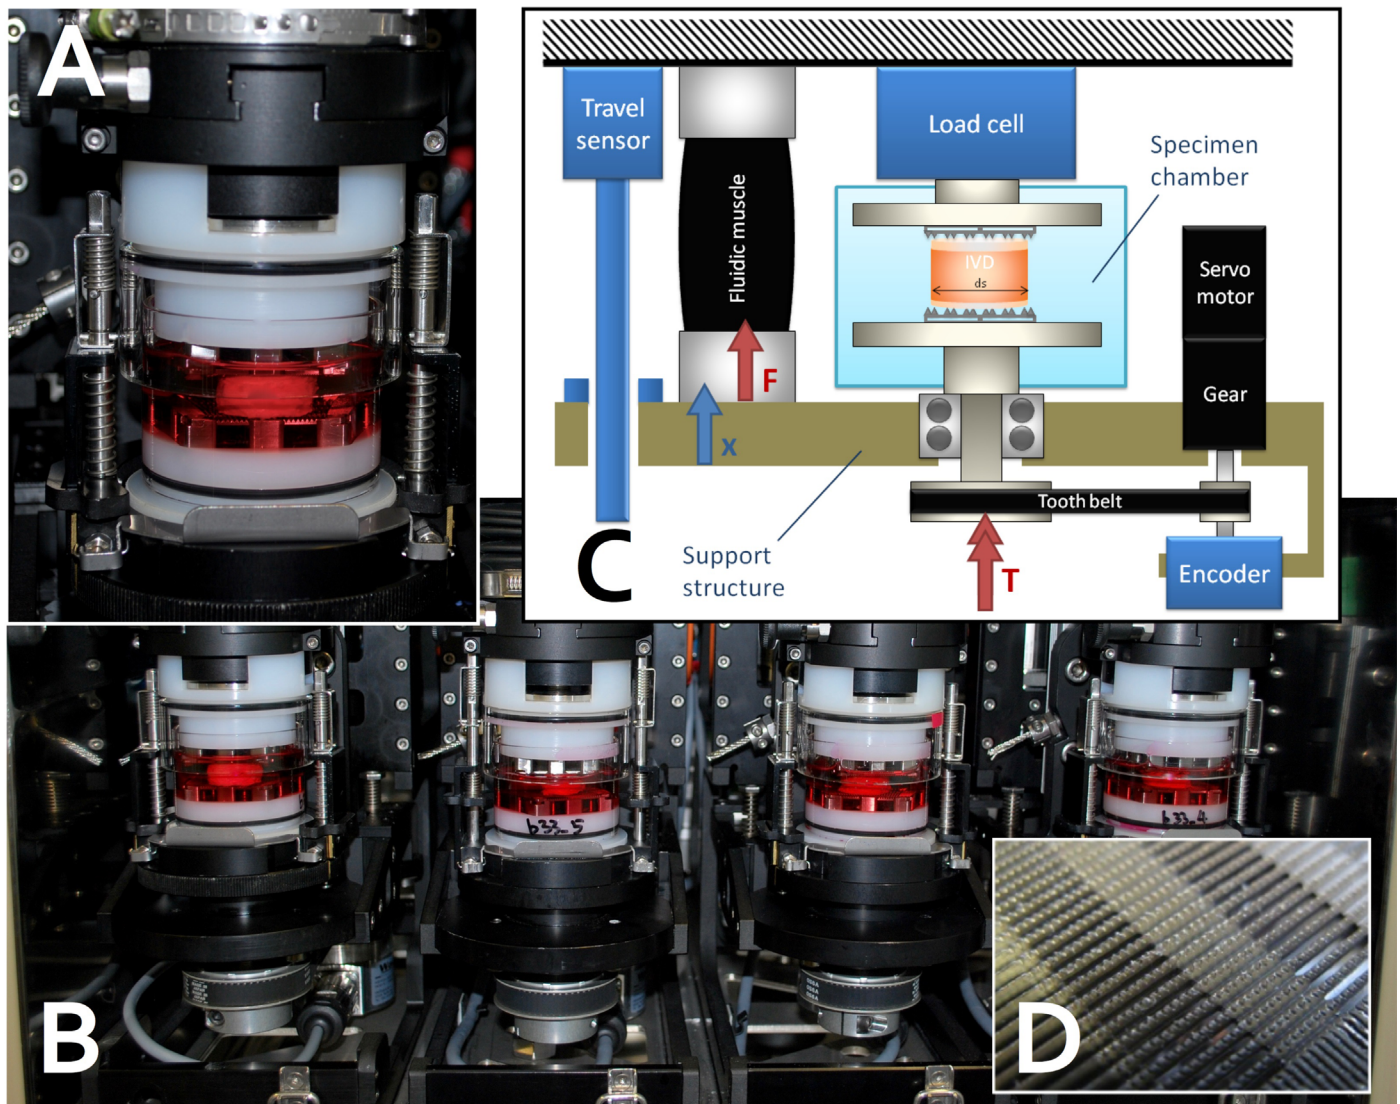 A
Travel
sensor
Fluidic muscle
Load cell
Specimen
chamber
IVD
ds
Servo
motor
Gear
F
x
Tooth belt
T
Encoder
Support
structure
C
b33_5
b33_4
B
D